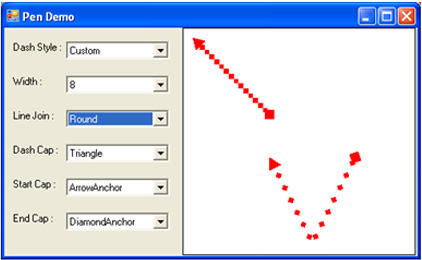 Pen Demo
Dash Style : Custom
Width : 8
Line Join : Round
Dash Cap : Triangle
Start Cap : ArrowAnchor
End Cap : DiamondAnchor